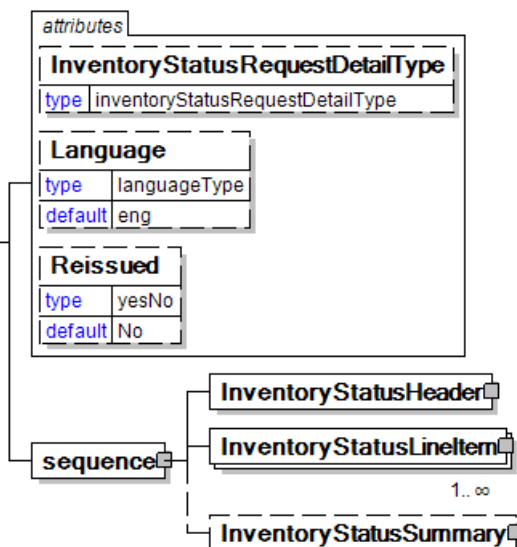 attributes
InventoryStatusRequestDetailType
type inventoryStatusRequestDetailType
Language
type languageType
default eng
Reissued
type yesNo
default No
InventoryStatusHeader
sequence
InventoryStatusLineItem
1.. ∞
InventoryStatusSummary